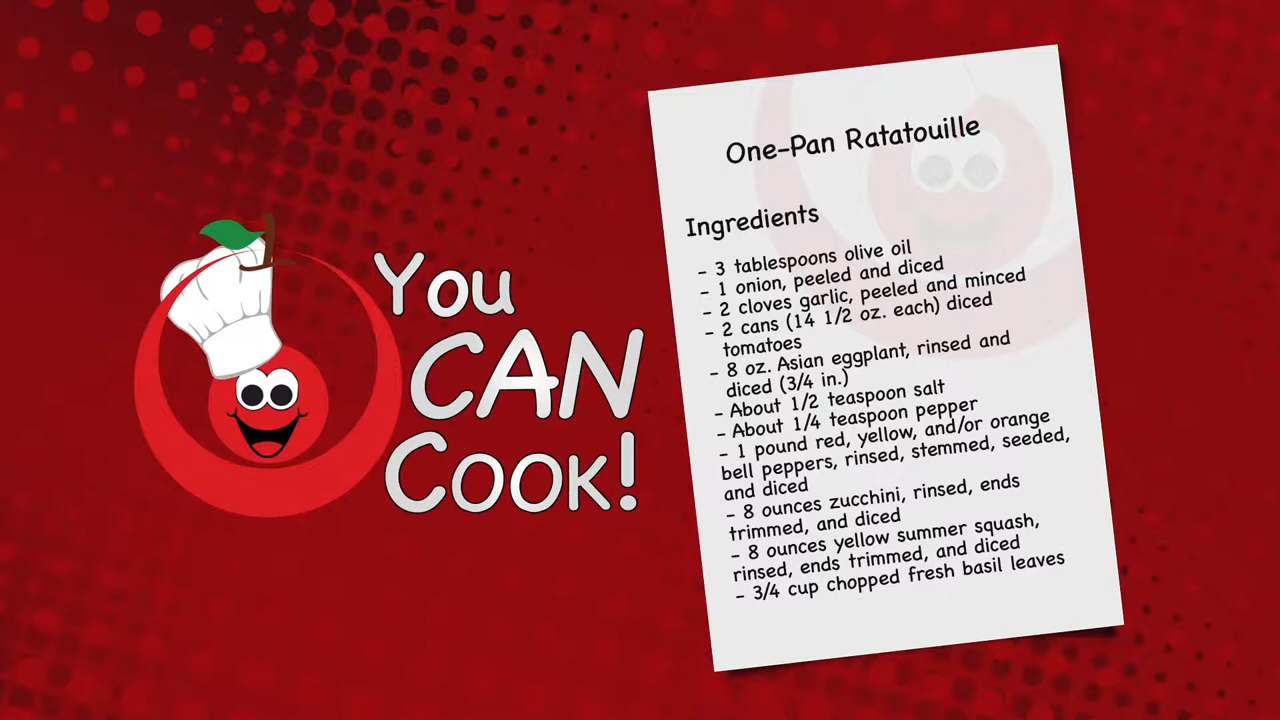 You
CAN
COOK!
One-Pan Ratatouille
Ingredients
- 3 tablespoons olive oil
- 1 onion, peeled and diced
- 2 cloves garlic, peeled and minced
- 2 cans (14 1/2 oz. each) diced
tomatoes
- 8 oz. Asian eggplant, rinsed and
diced (3/4 in.)
- About 1/2 teaspoon salt
- About 1/4 teaspoon pepper
- 1 pound red, yellow, and/or orange
bell peppers, rinsed, stemmed, seeded,
and diced
- 8 ounces zucchini, rinsed, ends
trimmed, and diced
- 8 ounces yellow summer squash,
rinsed, ends trimmed, and diced
- 3/4 cup chopped fresh basil leaves